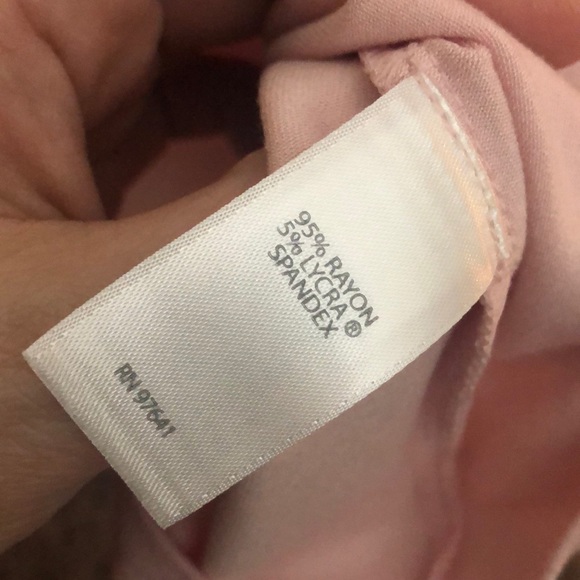 95% RAYON
5% LYCRA ®
SPANDEX
RN 97641